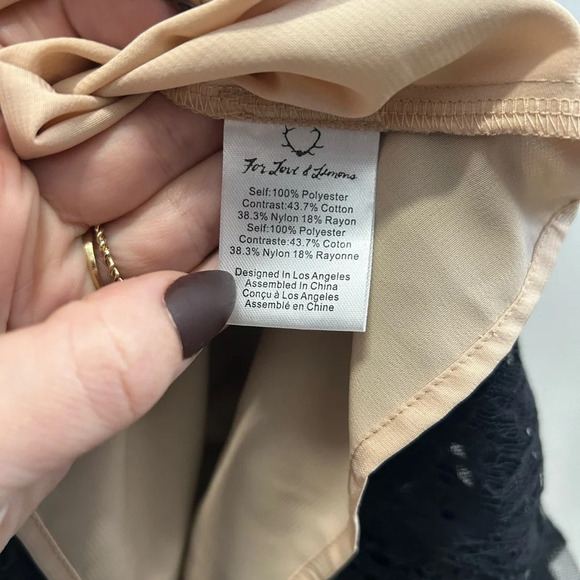 For Love & Lemons
Self:100% Polyester
Contrast:43.7% Cotton
38.3% Nylon 18% Rayon
Self:100% Polyester
Contraste:43.7% Coton
38.3% Nylon 18% Rayonne
Designed In Los Angeles
Assembled In China
Conçu à Los Angeles
Assemblé en Chine